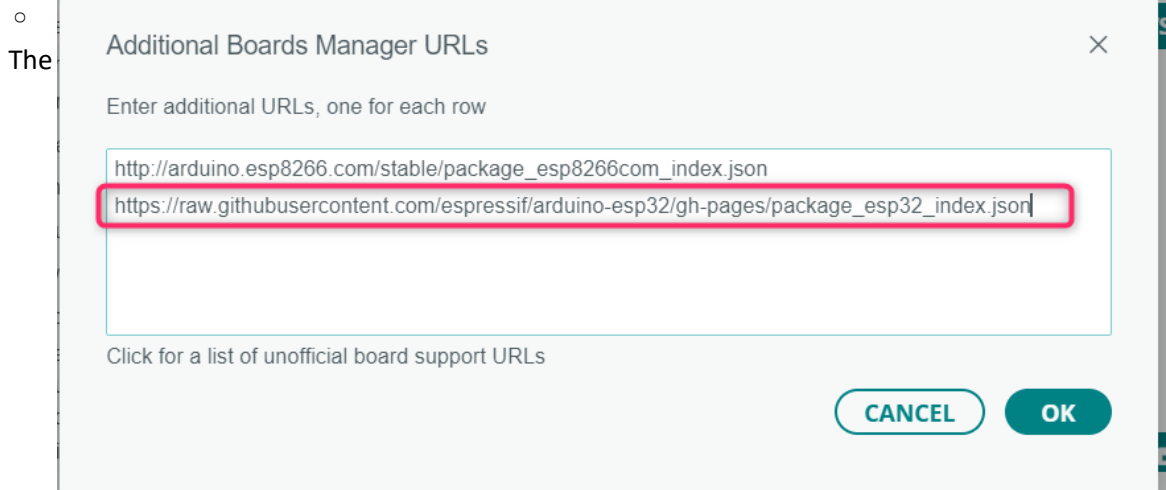 The
Additional Boards Manager URLs
Enter additional URLs, one for each row
http://arduino.esp8266.com/stable/package_esp8266com_index.json
https://raw.githubusercontent.com/espressif/arduino-esp32/gh-pages/package_esp32_index.json
Click for a list of unofficial board support URLs
CANCEL
OK